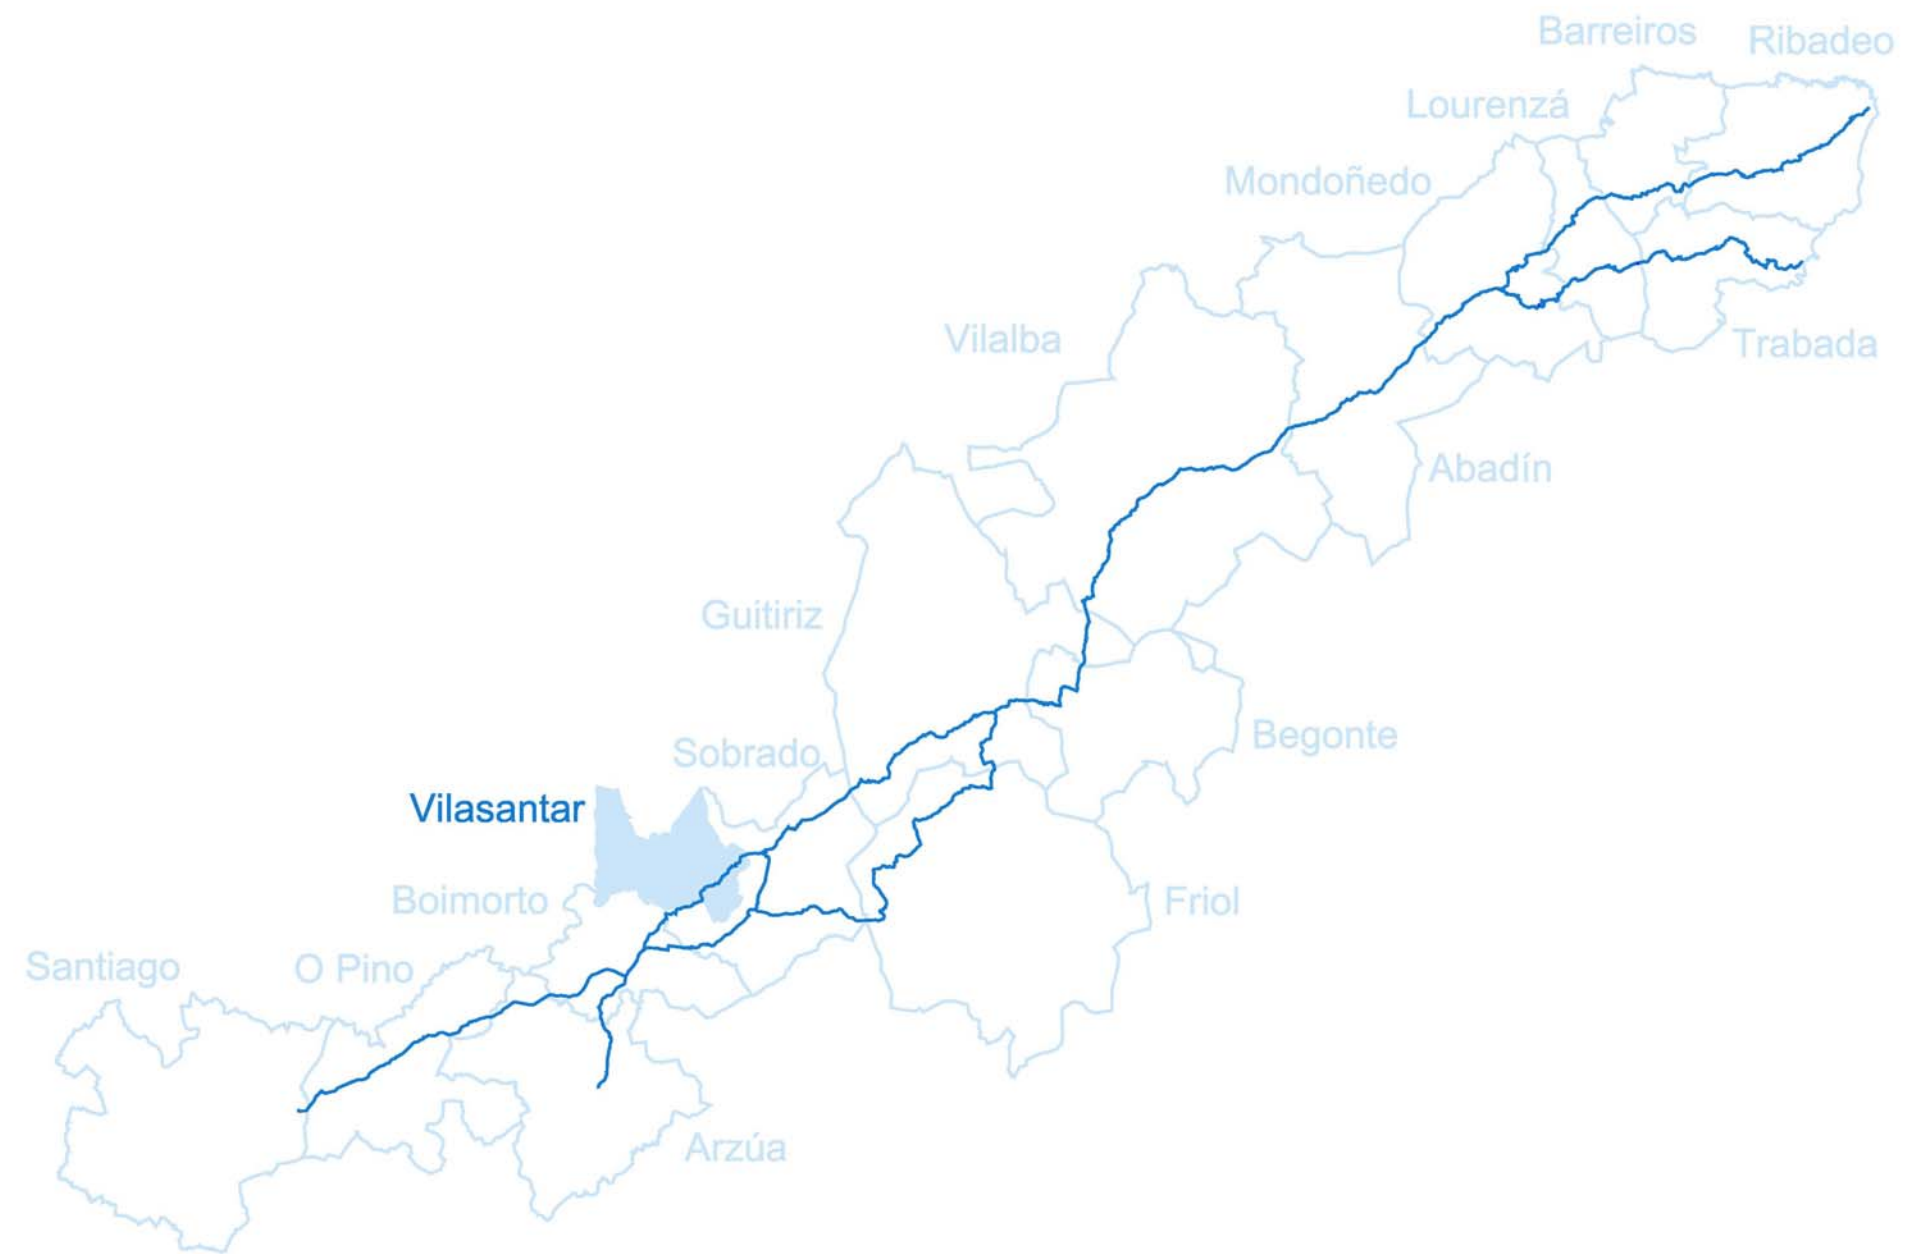 Barreiros
Ribadeo
Lourenzá
Mondoñedo
Vilalba
Trabada
Abadín
Guitiriz
Begonte
Sobrado
Vilasantar
Boimorto
Friol
Santiago
O Pino
Arzúa